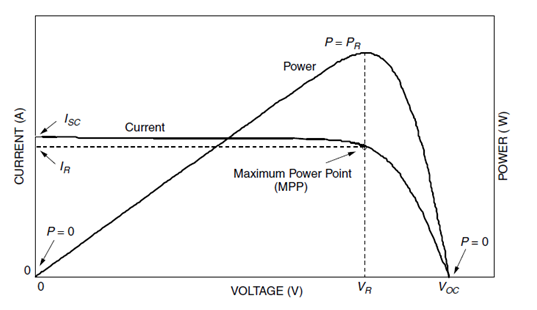 P = P_R
Power
I_SC
Current
I_R
Maximum Power Point
(MPP)
P = 0
P = 0
0
0
V_R
V_OC
VOLTAGE (V)
CURRENT (A)
POWER ( W)